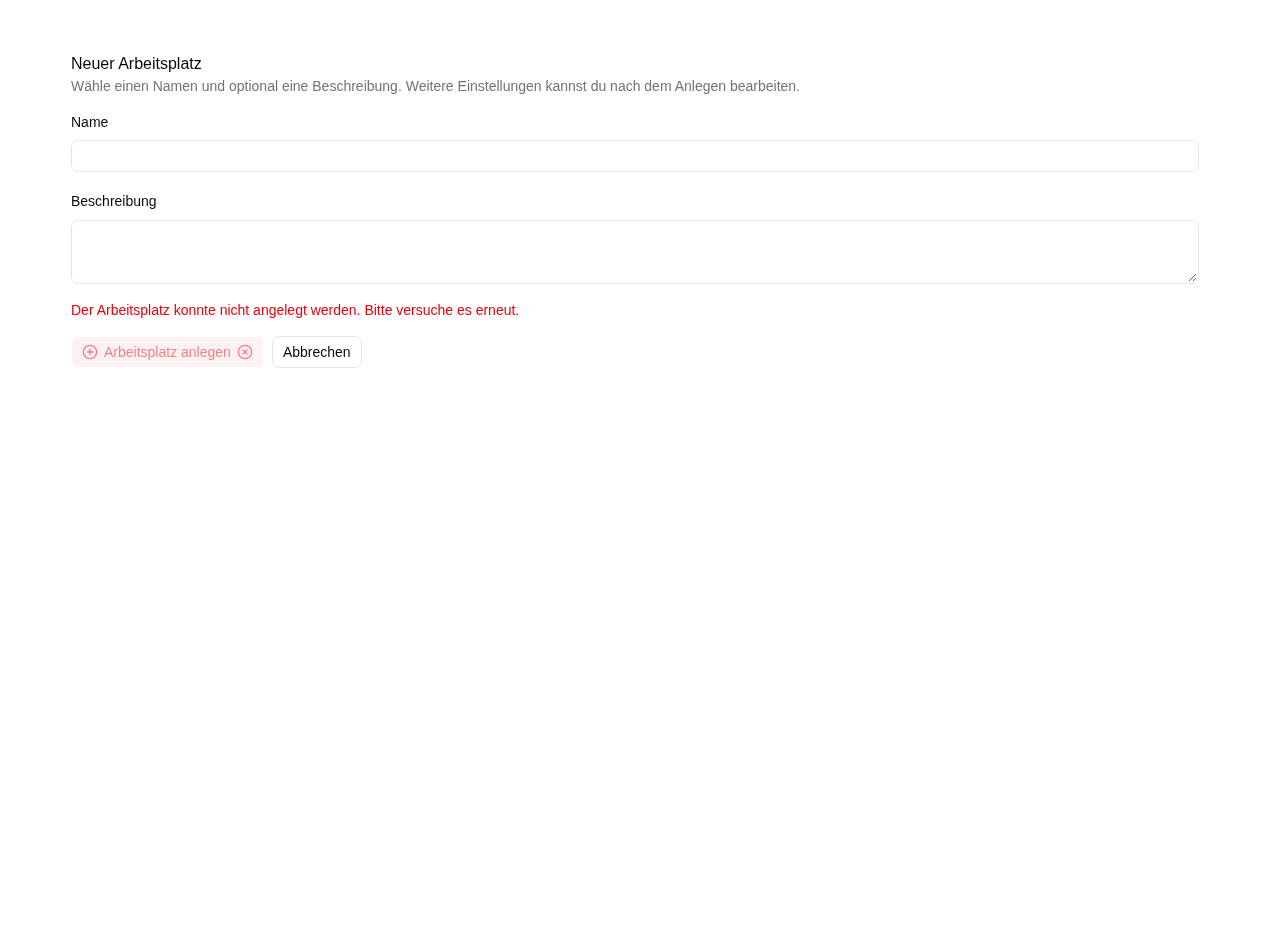 Neuer Arbeitsplatz
Wähle einen Namen und optional eine Beschreibung. Weitere Einstellungen kannst du nach dem Anlegen bearbeiten.
Name
Beschreibung
Der Arbeitsplatz konnte nicht angelegt werden. Bitte versuche es erneut.
Arbeitsplatz anlegen Abbrechen